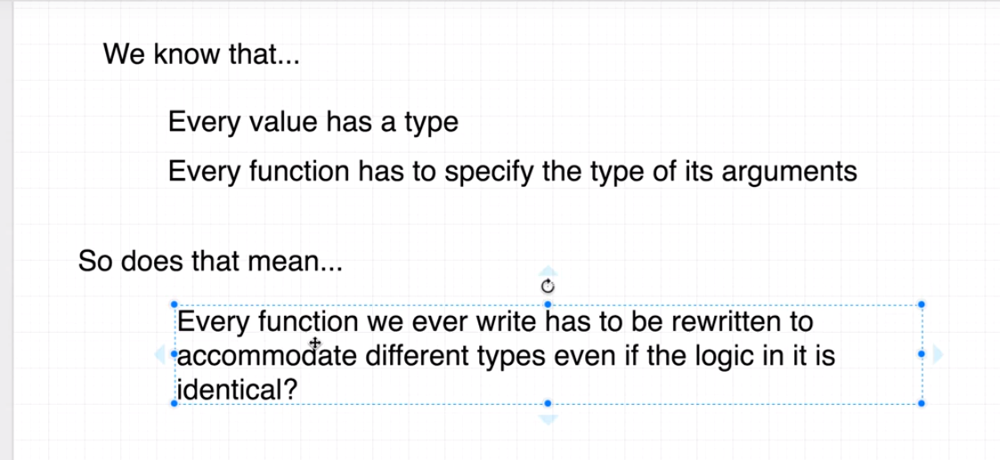 We know that...
Every value has a type
Every function has to specify the type of its arguments
So does that mean...
Every function we ever write has to be rewritten to
accommodate different types even if the logic in it is
identical?